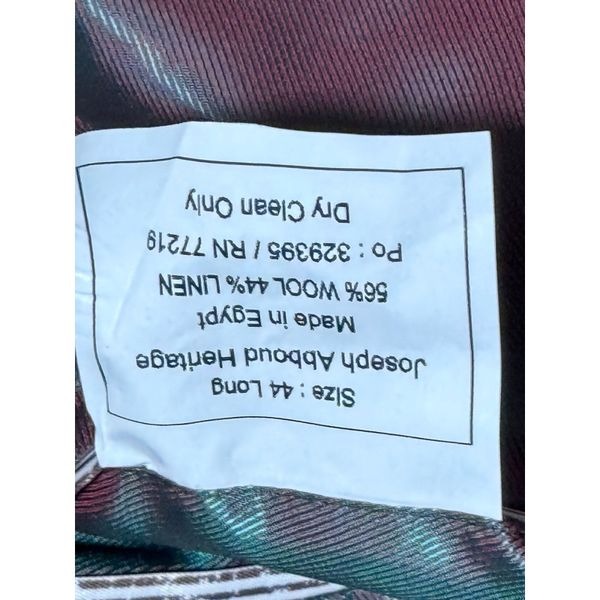 Size : 44 Long
Joseph Abboud Heritage
Made in Egypt
56% WOOL 44% LINEN
Po : 329395 / RN 77219
Dry Clean Only